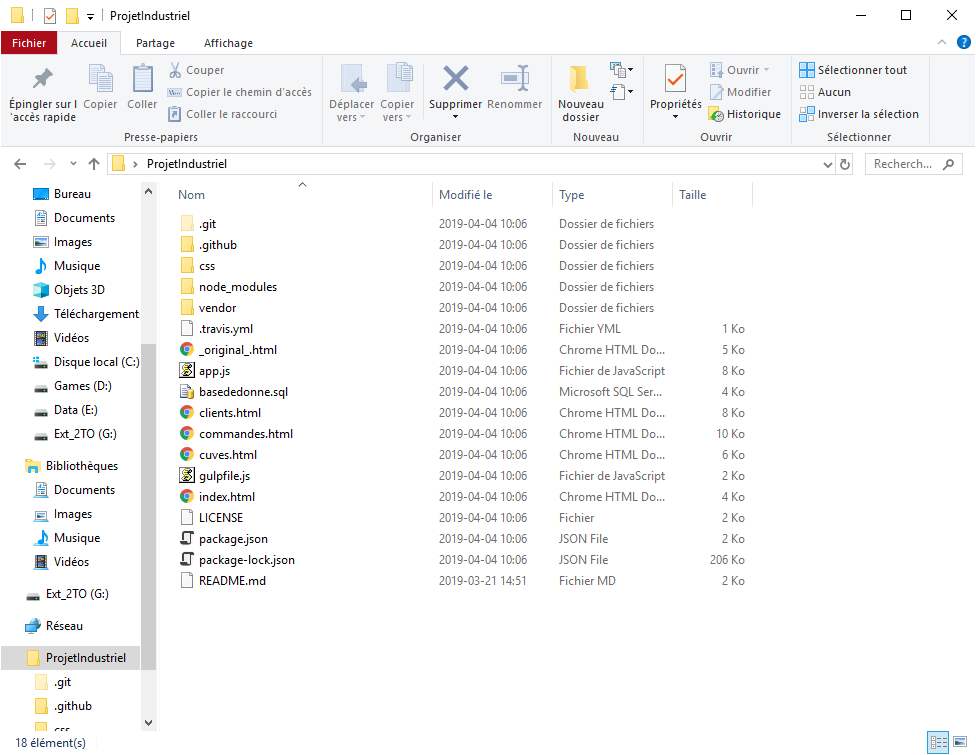 ProjetIndustriel
Fichier Accueil Partage Affichage
Épingler sur l'accès rapide
Copier
Coller
Couper
Copier le chemin d'accès
Coller le raccourci
Presse-papiers
Déplacer vers
Copier vers
Supprimer
Renommer
Organiser
Nouveau dossier
Nouveau
Propriétés
Ouvrir
Modifier
Historique
Ouvrir
Sélectionner tout
Aucun
Inverser la sélection
Sélectionner
ProjetIndustriel
Recherch...
Bureau
Documents
Images
Musique
Objets 3D
Téléchargement
Vidéos
Disque local (C:)
Games (D:)
Data (E:)
Ext_2TO (G:)
Bibliothèques
Documents
Images
Musique
Vidéos
Ext_2TO (G:)
Réseau
ProjetIndustriel
.git
.github
css
Nom Modifié le Type Taille
.git 2019-04-04 10:06 Dossier de fichiers
.github 2019-04-04 10:06 Dossier de fichiers
css 2019-04-04 10:06 Dossier de fichiers
node_modules 2019-04-04 10:06 Dossier de fichiers
vendor 2019-04-04 10:06 Dossier de fichiers
.travis.yml 2019-04-04 10:06 Fichier YML 1 Ko
_original_.html 2019-04-04 10:06 Chrome HTML Do... 5 Ko
app.js 2019-04-04 10:06 Fichier de JavaScript 8 Ko
basededonne.sql 2019-04-04 10:06 Microsoft SQL Ser... 4 Ko
clients.html 2019-04-04 10:06 Chrome HTML Do... 8 Ko
commandes.html 2019-04-04 10:06 Chrome HTML Do... 10 Ko
cuves.html 2019-04-04 10:06 Chrome HTML Do... 6 Ko
gulpfile.js 2019-04-04 10:06 Fichier de JavaScript 2 Ko
index.html 2019-04-04 10:06 Chrome HTML Do... 4 Ko
LICENSE 2019-04-04 10:06 Fichier 2 Ko
package.json 2019-04-04 10:06 JSON File 2 Ko
package-lock.json 2019-04-04 10:06 JSON File 206 Ko
README.md 2019-03-21 14:51 Fichier MD 2 Ko
18 élément(s)